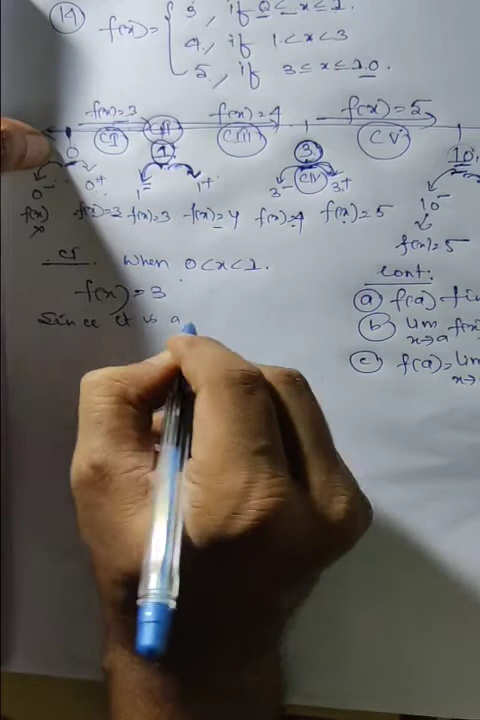 (14) f(x) = { 3, if 0 ≤ x ≤ 1.
4, if 1 < x < 3
5, if 3 ≤ x ≤ 10.
f(x)=3 f(x)=4 f(x)=5
CI CII CIII CV
0 1 3 10
CIV
0⁻ 0⁺ 1⁻ 1⁺ 3⁻ 3⁺ 10⁻
f(x) f(x)=3 f(x)=3 f(x)=4 f(x)=4 f(x)=5
x
f(x)=5
CI. When 0<x<1.
f(x)=3
Since it is a
Cont:
(a) f(a)
(b) lim f(x)
x→a
(c) f(a)=lim
x→